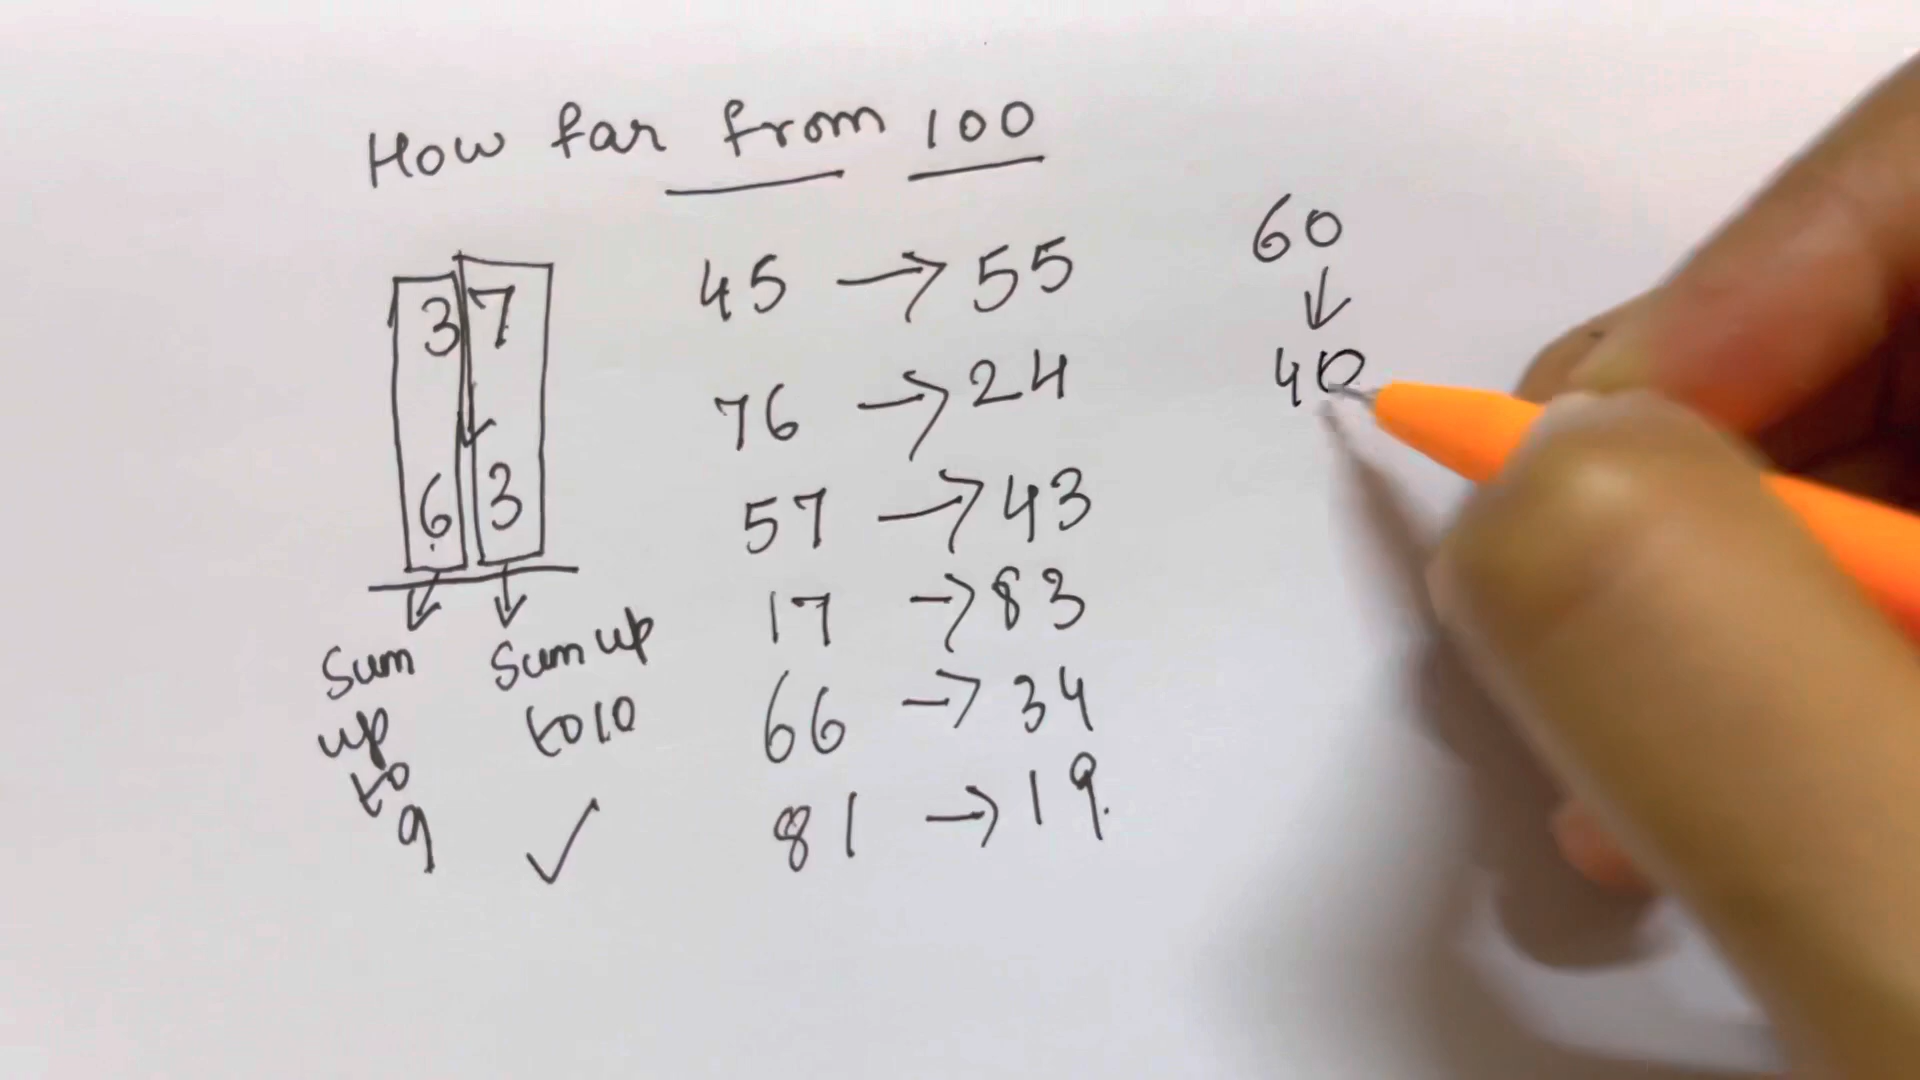 How far from 100
37
63
Sum up to 9
Sum up to 10
45 → 55
76 → 24
57 → 43
17 → 83
66 → 34
81 → 19.
60
↓
40